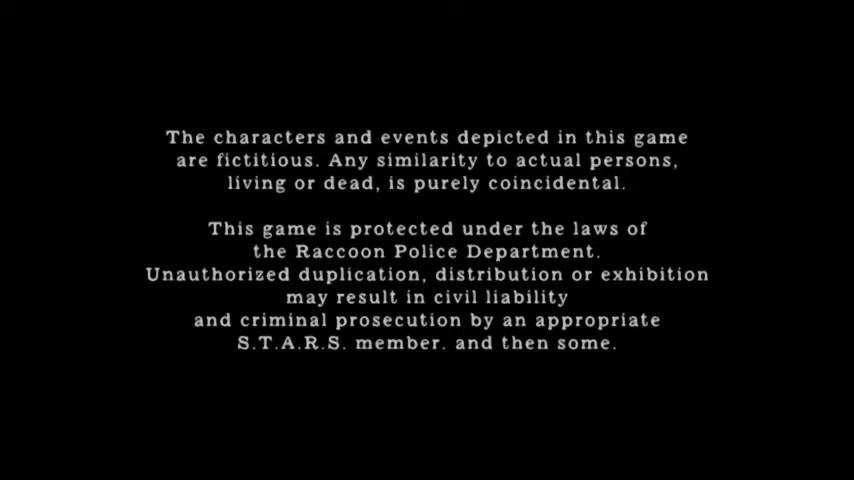 The characters and events depicted in this game
are fictitious. Any similarity to actual persons,
living or dead, is purely coincidental.
This game is protected under the laws of
the Raccoon Police Department.
Unauthorized duplication, distribution or exhibition
may result in civil liability
and criminal prosecution by an appropriate
S.T.A.R.S. member. and then some.